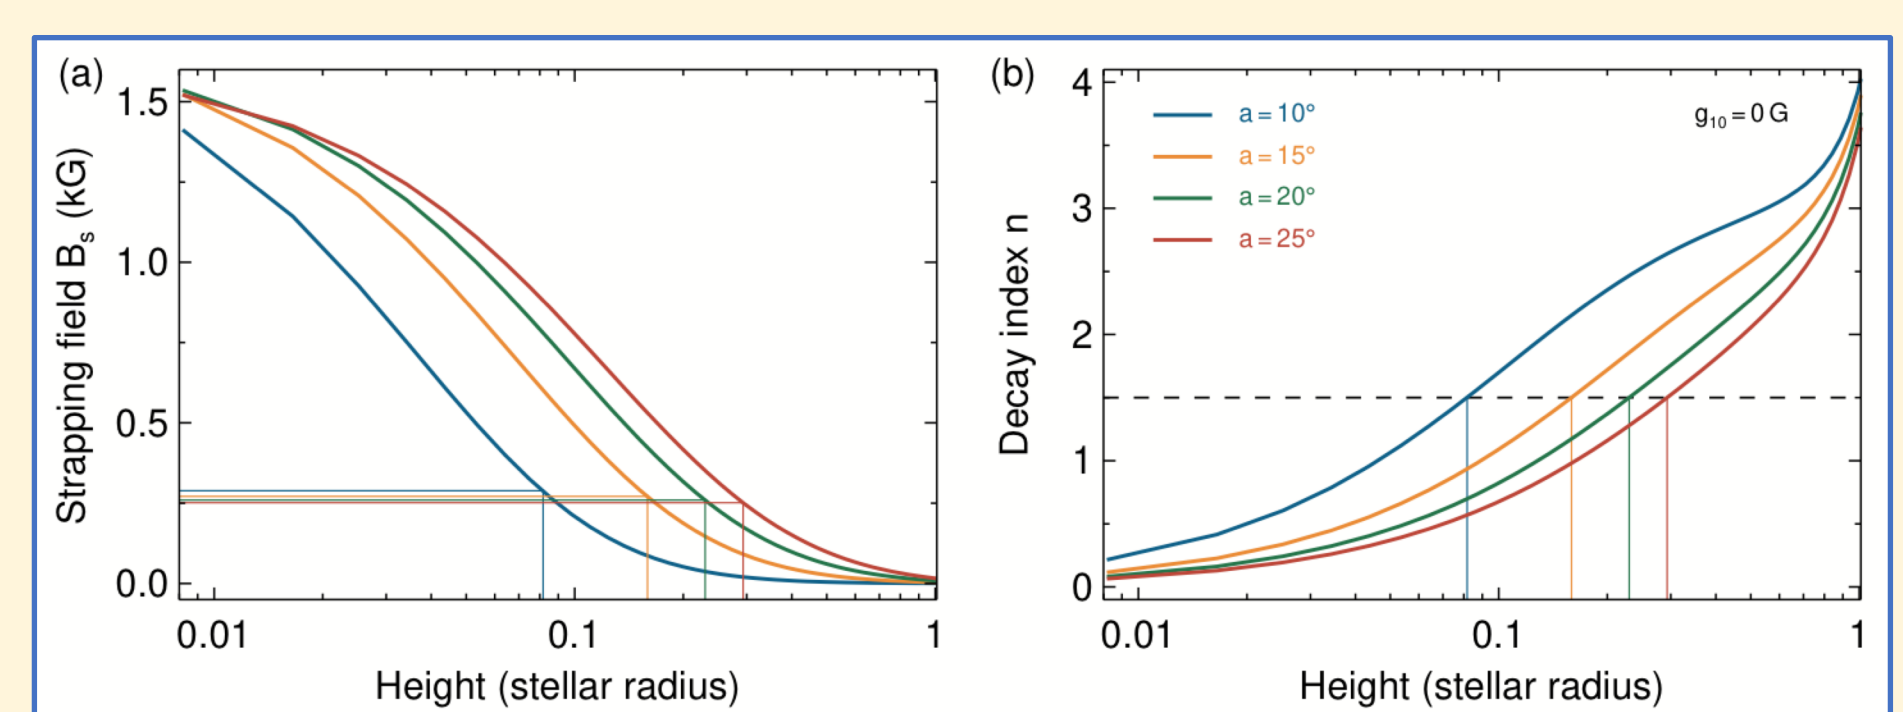 (a)
Strapping field Bₛ (kG)
1.5
1.0
0.5
0.0
0.01 0.1 1
Height (stellar radius)
(b)
Decay index n
4
3
2
1
0
a = 10°
a = 15°
a = 20°
a = 25°
g₁₀ = 0 G
0.01 0.1 1
Height (stellar radius)